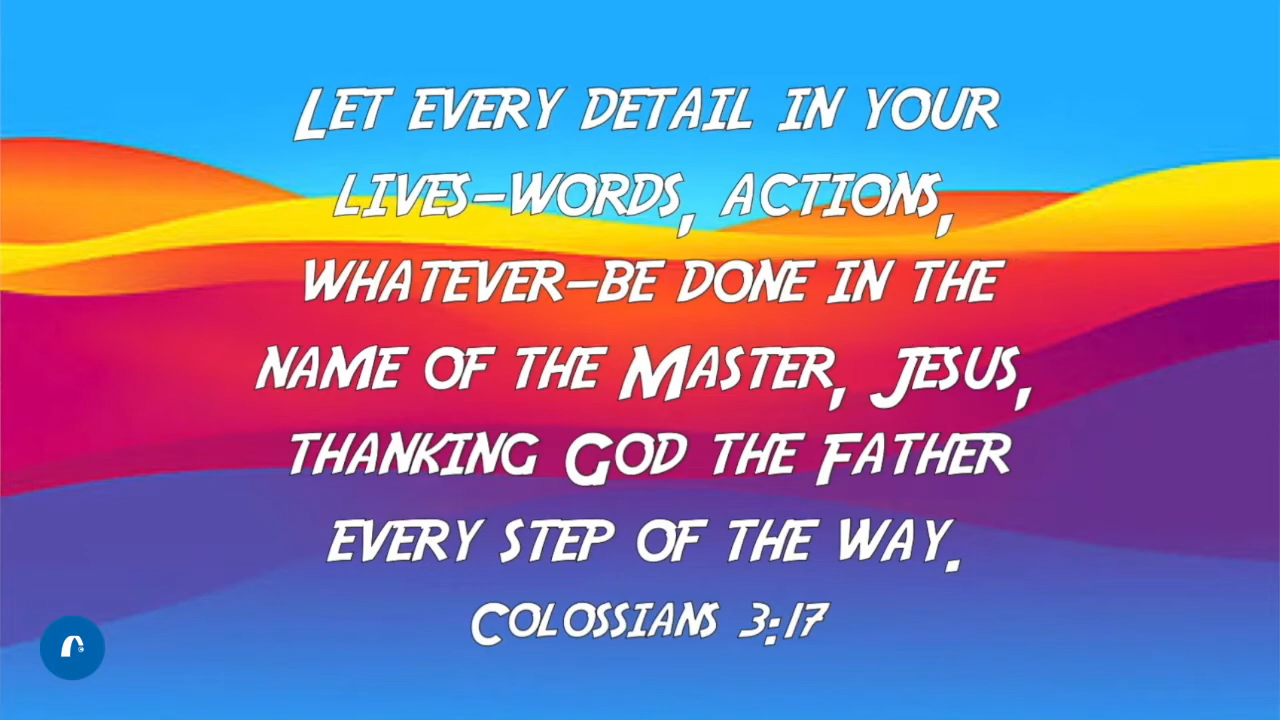 Let every detail in your
lives–words, actions,
whatever–be done in the
name of the Master, Jesus,
thanking God the Father
every step of the way.
Colossians 3:17